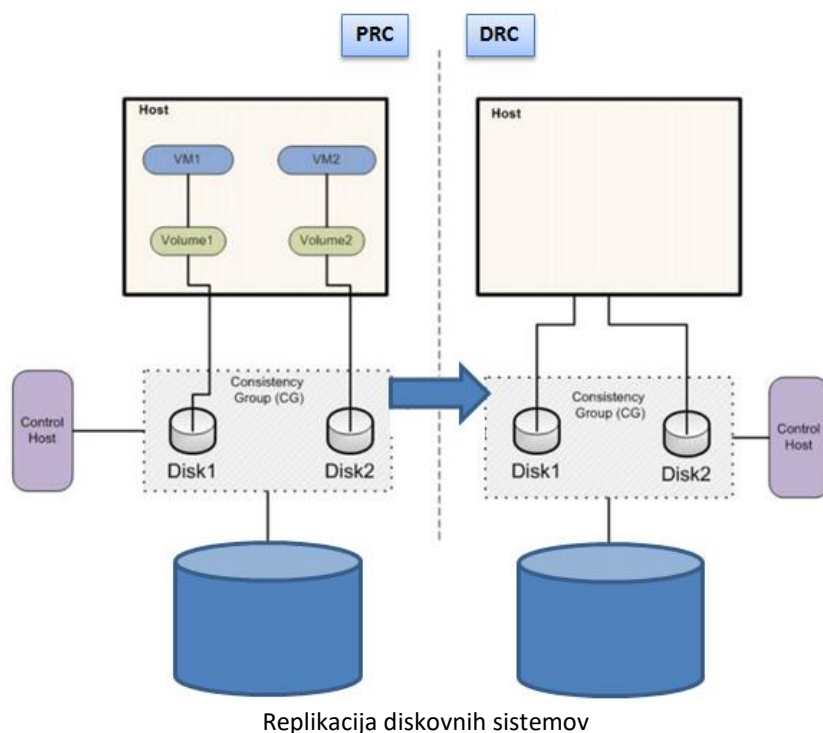 PRC
DRC
Host
Host
VM1
VM2
Volume1
Volume2
Consistency
Group (CG)
Consistency
Group (CG)
Control
Host
Control
Host
Disk1
Disk2
Disk1
Disk2
Replikacija diskovnih sistemov